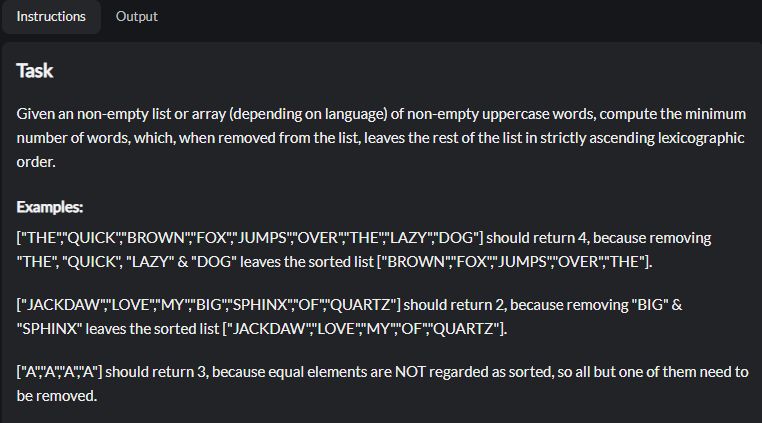 Instructions
Output
Task
Given an non-empty list or array (depending on language) of non-empty uppercase words, compute the minimum
number of words, which, when removed from the list, leaves the rest of the list in strictly ascending lexicographic
order.
Examples:
["THE","QUICK","BROWN","FOX","JUMPS","OVER","THE","LAZY","DOG"] should return 4, because removing
"THE", "QUICK", "LAZY" & "DOG" leaves the sorted list ["BROWN","FOX","JUMPS","OVER","THE"].
["JACKDAW","LOVE","MY","BIG","SPHINX","OF","QUARTZ"] should return 2, because removing "BIG" &
"SPHINX" leaves the sorted list ["JACKDAW","LOVE","MY","OF","QUARTZ"].
["A","A","A","A"] should return 3, because equal elements are NOT regarded as sorted, so all but one of them need to
be removed.